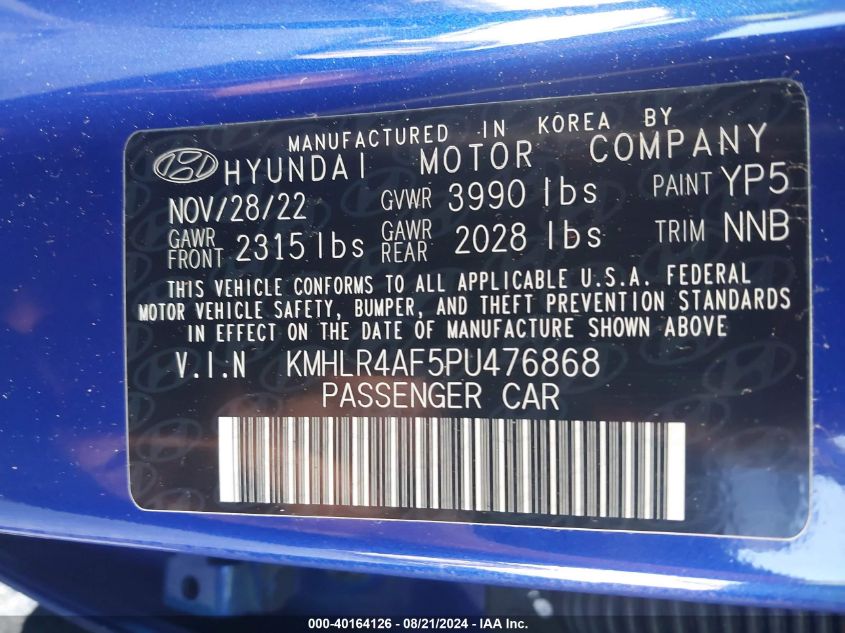 MANUFACTURED IN KOREA BY
HYUNDAI MOTOR COMPANY
NOV/28/22 GVWR 3990 lbs PAINT YP5
GAWR FRONT 2315 lbs GAWR REAR 2028 lbs TRIM NNB
THIS VEHICLE CONFORMS TO ALL APPLICABLE U.S.A. FEDERAL
MOTOR VEHICLE SAFETY, BUMPER, AND THEFT PREVENTION STANDARDS
IN EFFECT ON THE DATE OF MANUFACTURE SHOWN ABOVE
V.I.N KMHLR4AF5PU476868
PASSENGER CAR
000-40164126 - 08/21/2024 - IAA Inc.